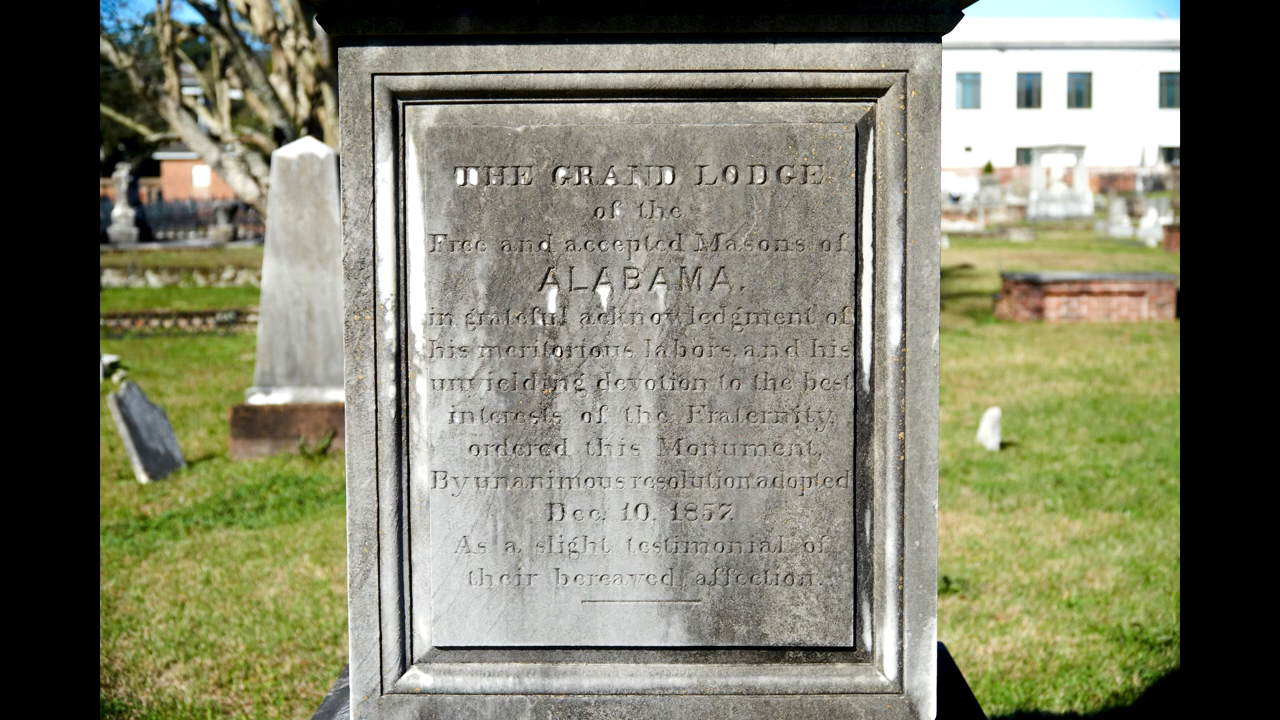 THE GRAND LODGE
of the
Free and accepted Masons of
ALABAMA.
in grateful acknowledgment of
his meritorious labors, and his
unyielding devotion to the best
interests of the Fraternity,
ordered this Monument,
By unanimous resolution adopted
Dec. 10, 1857.
As a slight testimonial of
their bereaved affection.